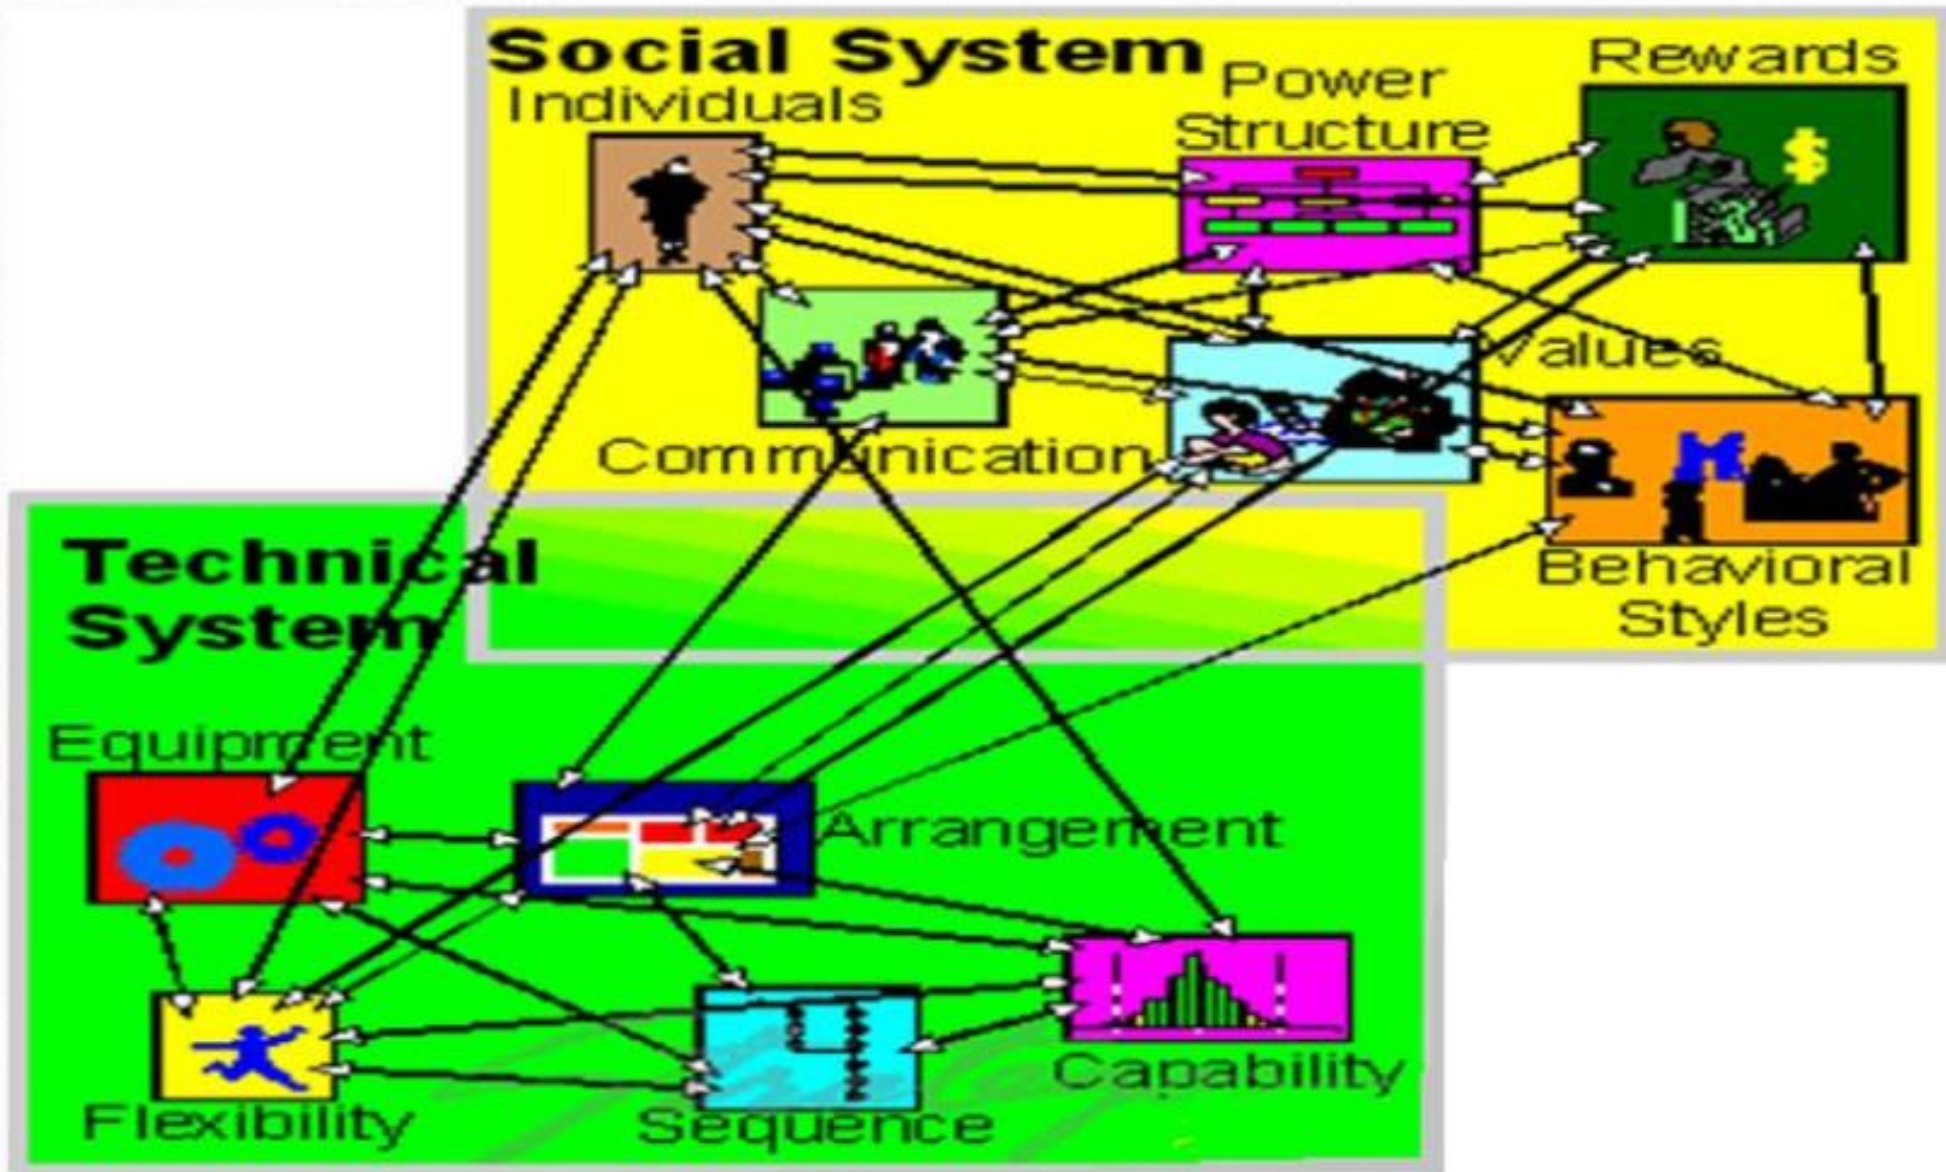 Social System
Individuals
Power
Structure
Rewards
$
Values
Communication
M
Behavioral
Styles
Technical
System
Equipment
Arrangement
Capability
Flexibility
Sequence